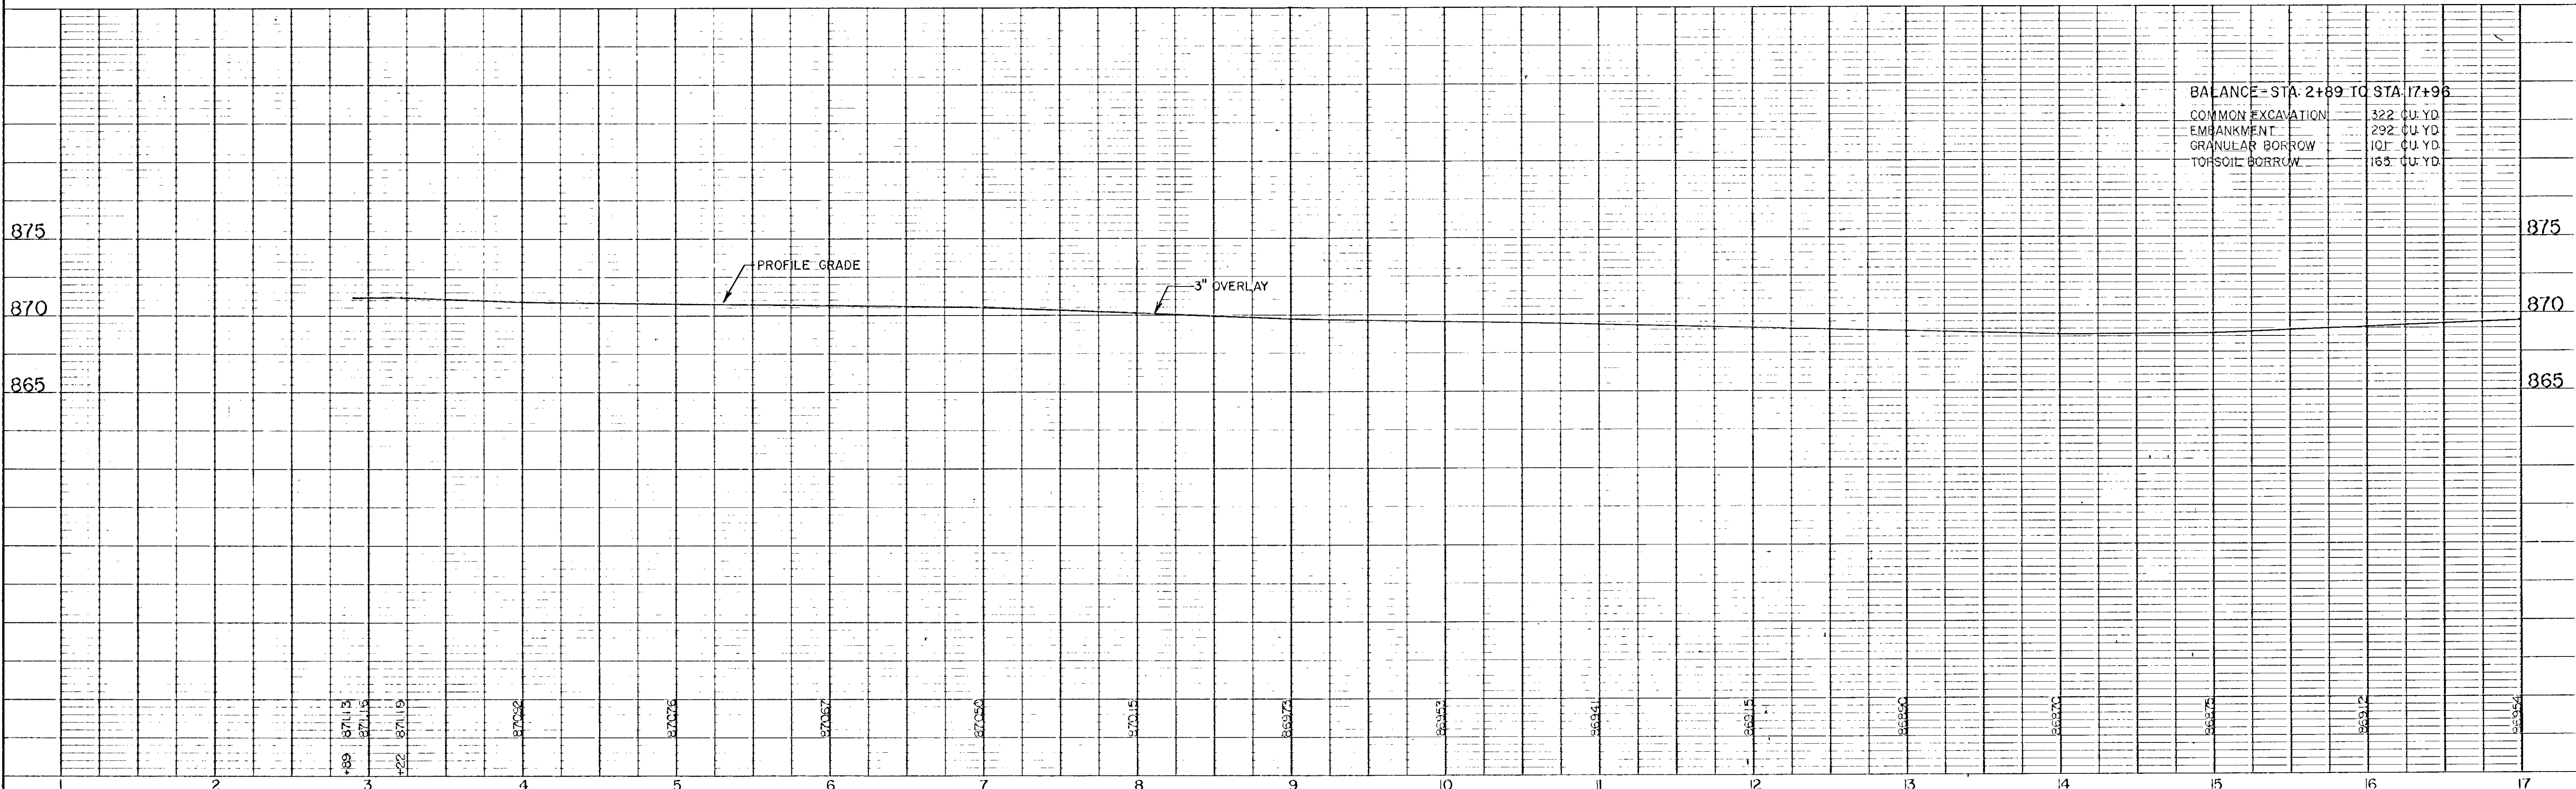 BALANCE - STA. 2+89 TO STA. 17+96
COMMON EXCAVATION 322 CU. YD.
EMBANKMENT 292 CU. YD.
GRANULAR BORROW 101 CU. YD.
TOPSOIL BORROW 165 CU. YD.
875 875
PROFILE GRADE
3" OVERLAY
870 870
865 865
+89 871.13
871.16
+22 871.19
870.92
870.76
870.67
870.50
870.15
869.73
869.53
869.41
869.15
868.90
868.70
868.75
869.12
869.54
1 2 3 4 5 6 7 8 9 10 11 12 13 14 15 16 17